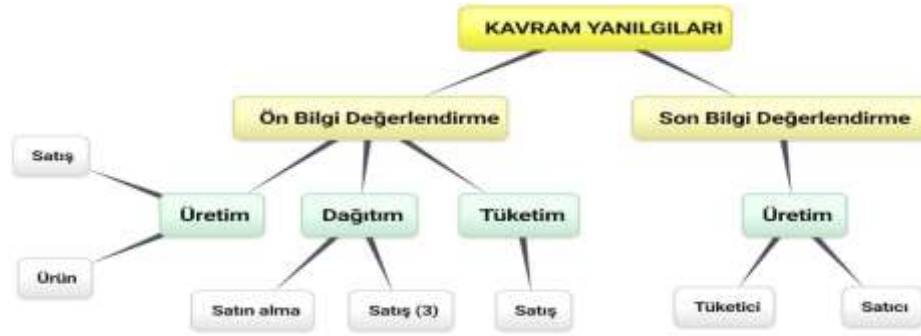 KAVRAM YANILGILARI
Ön Bilgi Değerlendirme
Son Bilgi Değerlendirme
Satış
Üretim
Dağıtım
Tüketim
Üretim
Ürün
Satın alma
Satış (3)
Satış
Tüketici
Satıcı